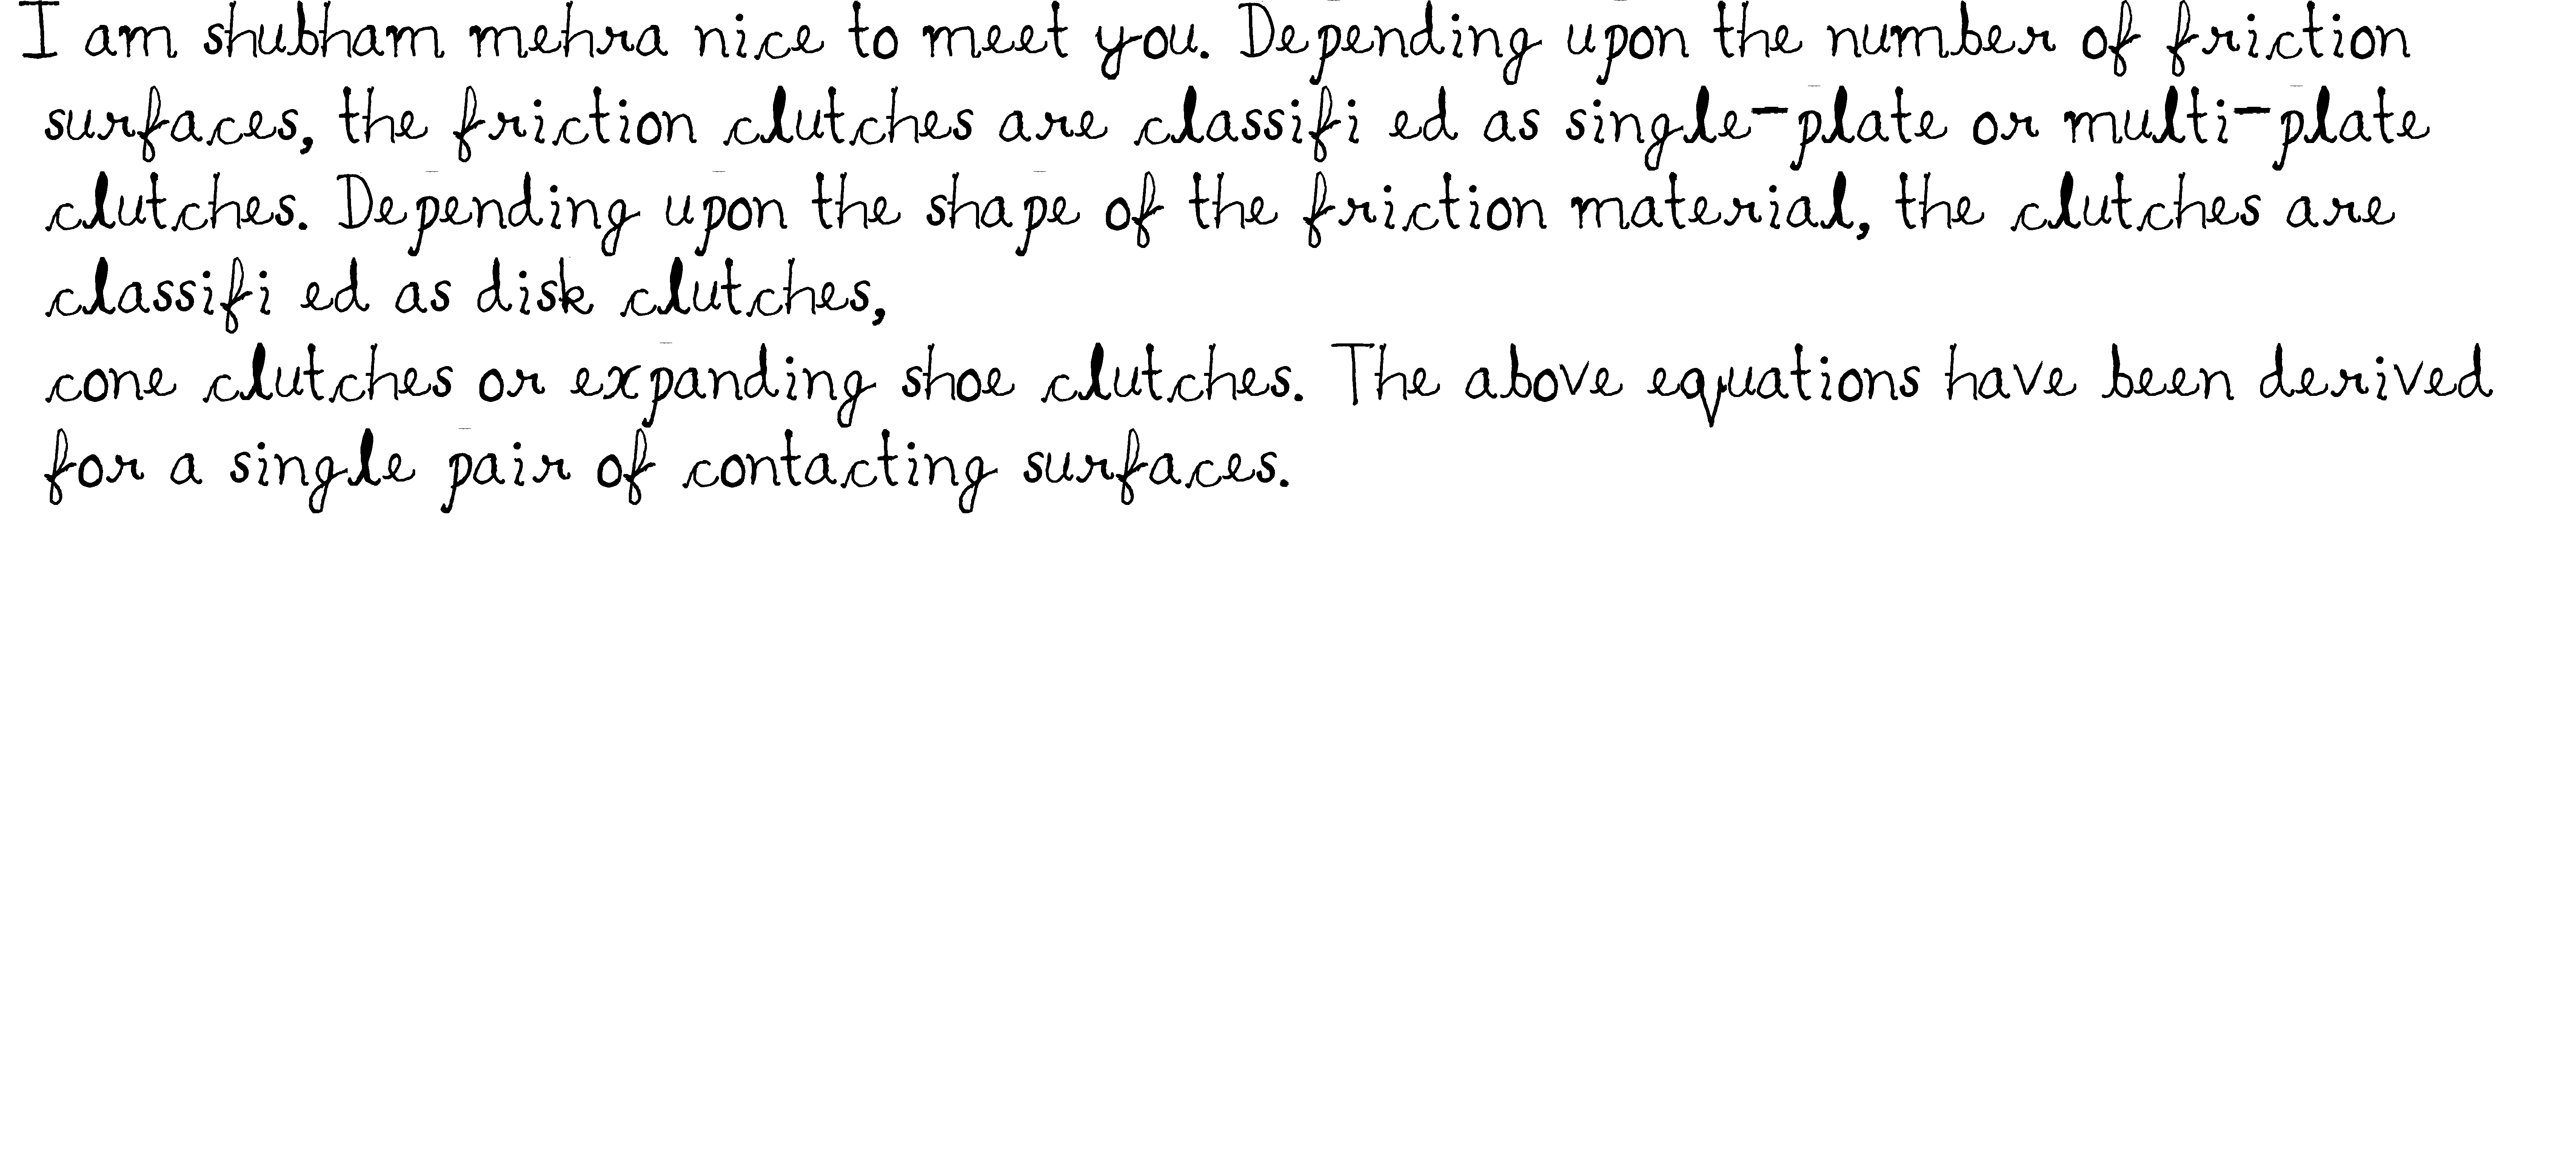 I am shubham mehra nice to meet you. Depending upon the number of friction
surfaces, the friction clutches are classifi ed as single-plate or multi-plate
clutches. Depending upon the shape of the friction material, the clutches are
classifi ed as disk clutches,
cone clutches or expanding shoe clutches. The above equations have been derived
for a single pair of contacting surfaces.